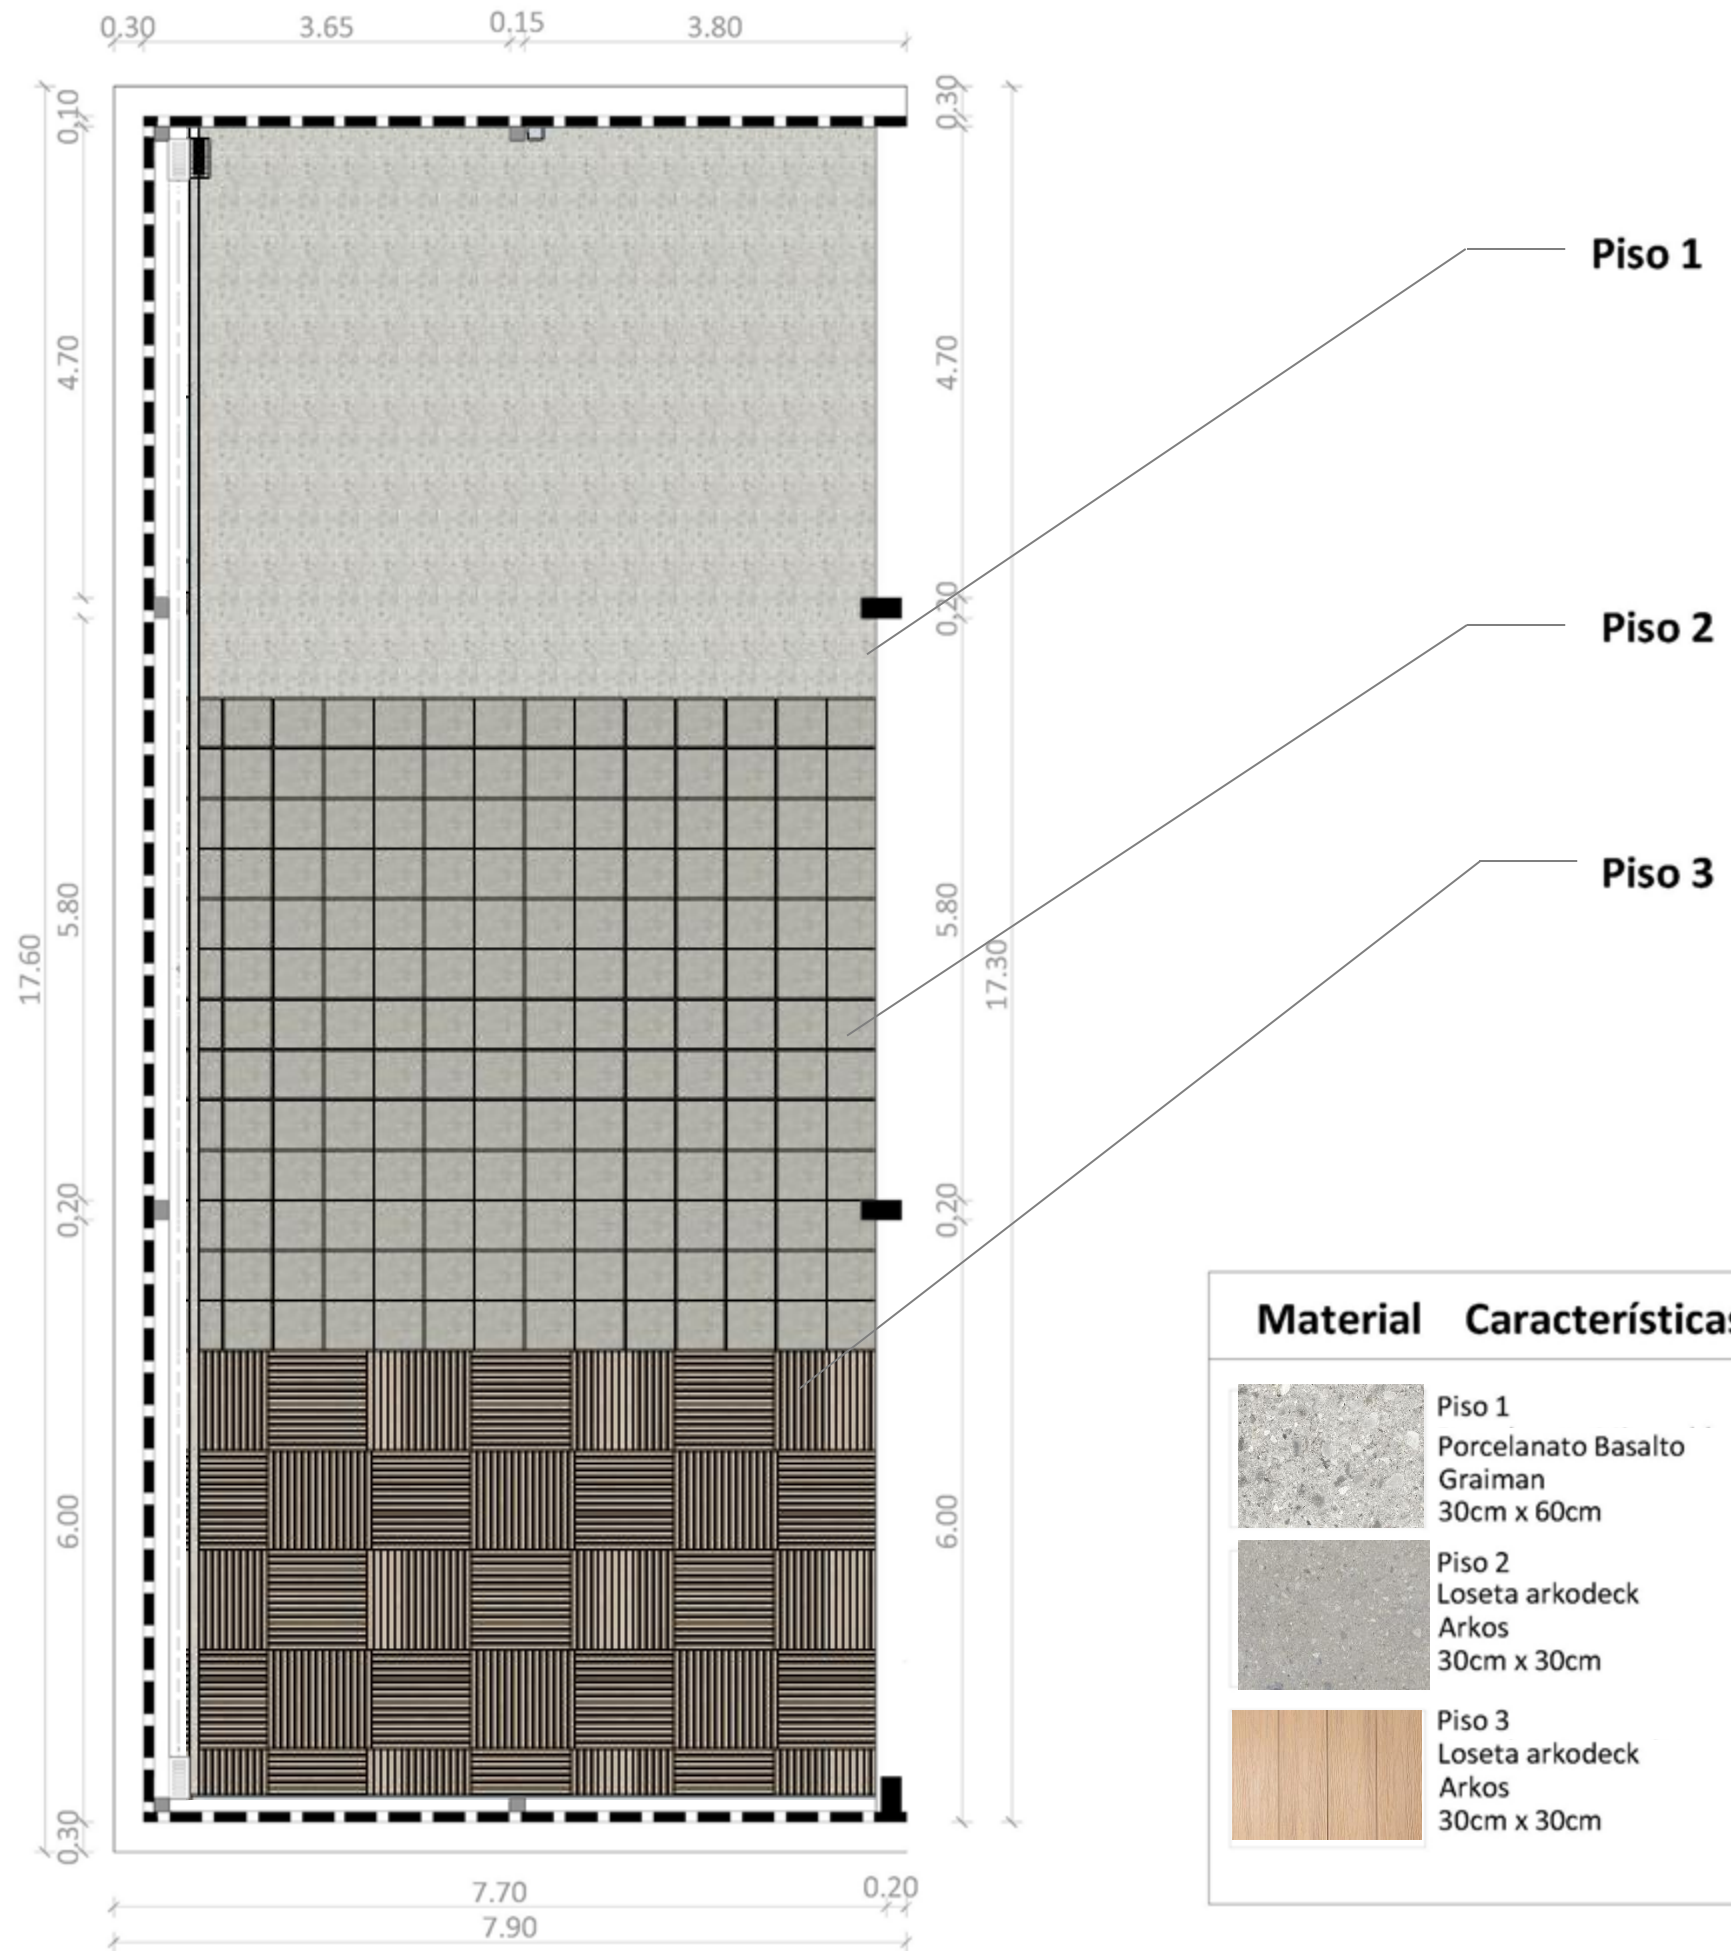 0.30 3.65 0.15 3.80
0.10
4.70
5.80
17.60
0.20
6.00
0.30
0.30
4.70
0.20
5.80
17.30
0.20
6.00
7.70 0.20
7.90
Piso 1
Piso 2
Piso 3
Material Características
Piso 1
Porcelanato Basalto
Graiman
30cm x 60cm
Piso 2
Loseta arkodeck
Arkos
30cm x 30cm
Piso 3
Loseta arkodeck
Arkos
30cm x 30cm